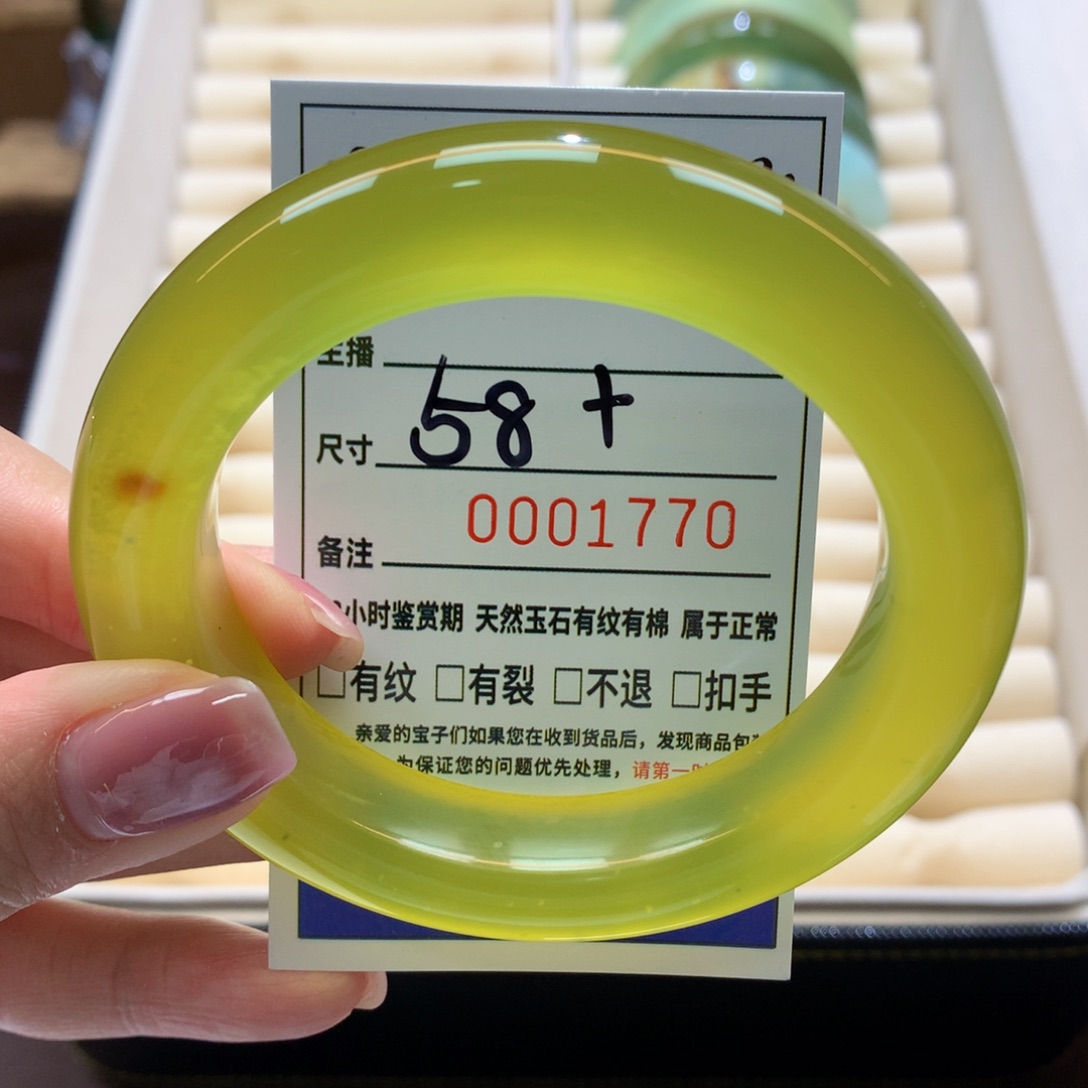 主播
尺寸 58+
0001770
备注
小时鉴赏期 天然玉石有纹有棉 属于正常
□有纹 □有裂 □不退 □扣手
亲爱的宝子们如果您在收到货品后，发现商品包
为保证您的问题优先处理，请第一时